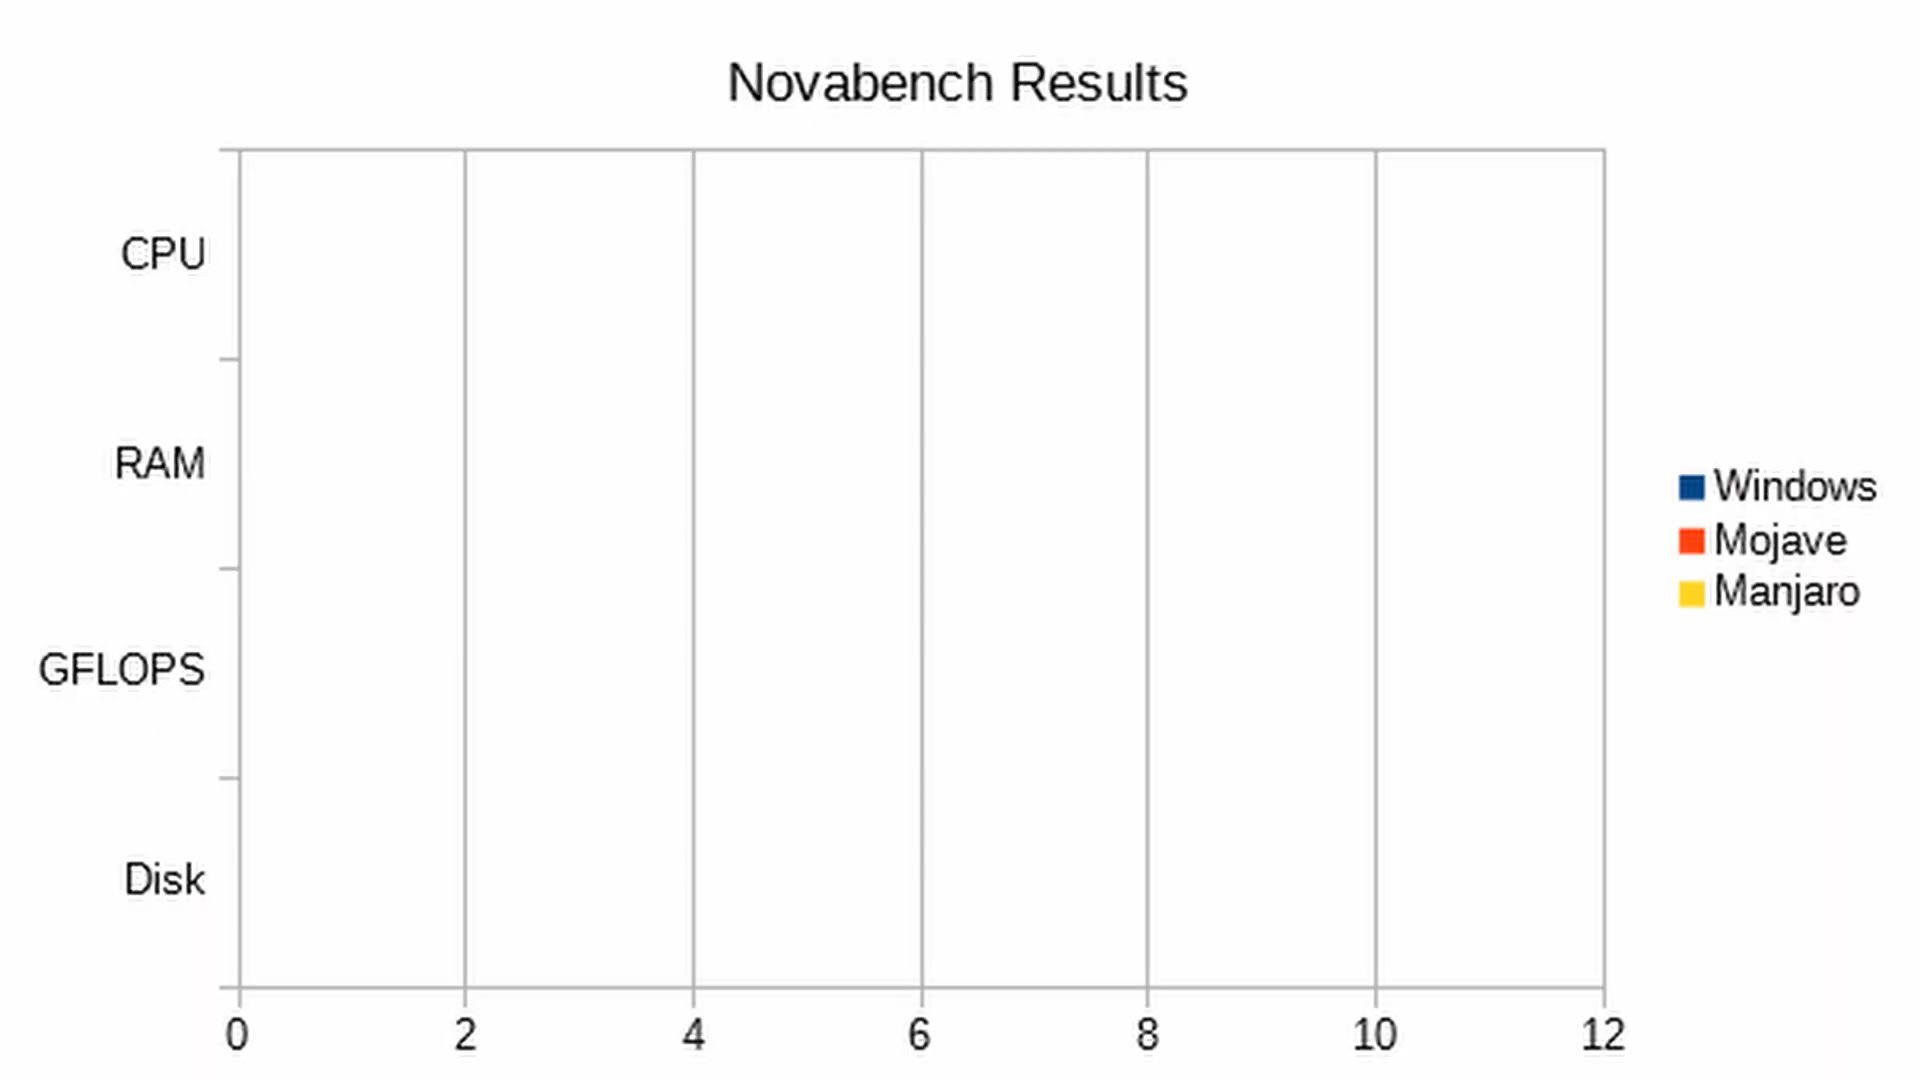 Novabench Results
CPU
RAM
GFLOPS
Disk
0 2 4 6 8 10 12
Windows
Mojave
Manjaro